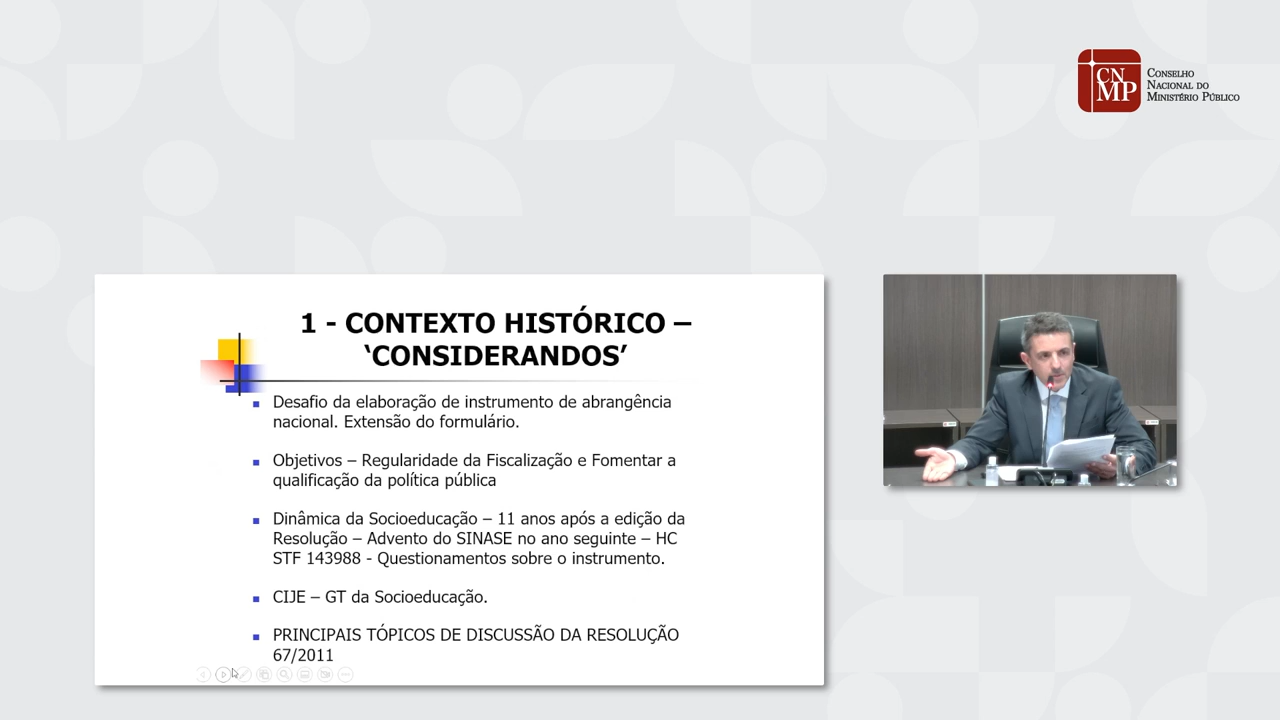 CN
MP
Conselho
Nacional do
Ministério Público
1 - CONTEXTO HISTÓRICO –
‘CONSIDERANDOS’
Desafio da elaboração de instrumento de abrangência
nacional. Extensão do formulário.
Objetivos – Regularidade da Fiscalização e Fomentar a
qualificação da política pública
Dinâmica da Socioeducação – 11 anos após a edição da
Resolução – Advento do SINASE no ano seguinte – HC
STF 143988 - Questionamentos sobre o instrumento.
CIJE – GT da Socioeducação.
PRINCIPAIS TÓPICOS DE DISCUSSÃO DA RESOLUÇÃO
67/2011